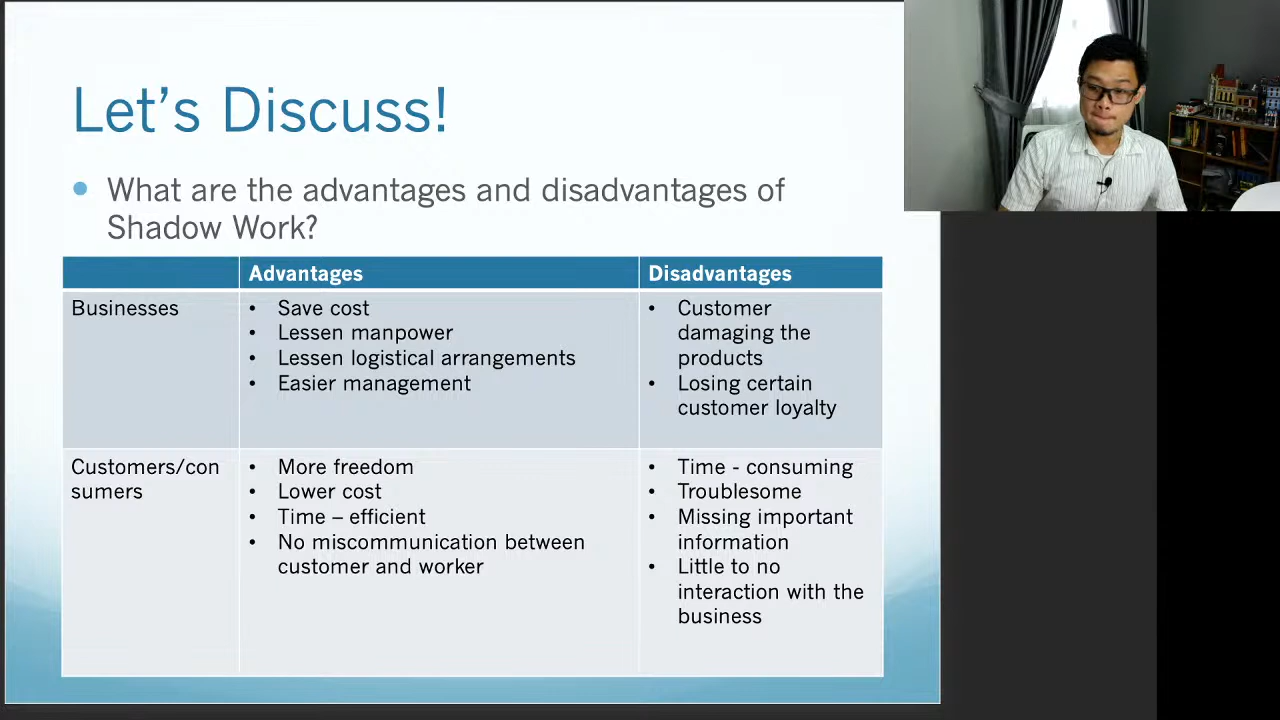 Let's Discuss!
• What are the advantages and disadvantages of
Shadow Work?
Advantages
Disadvantages
Businesses
• Save cost
• Lessen manpower
• Lessen logistical arrangements
• Easier management
• Customer
damaging the
products
• Losing certain
customer loyalty
Customers/con
sumers
• More freedom
• Lower cost
• Time – efficient
• No miscommunication between
customer and worker
• Time - consuming
• Troublesome
• Missing important
information
• Little to no
interaction with the
business